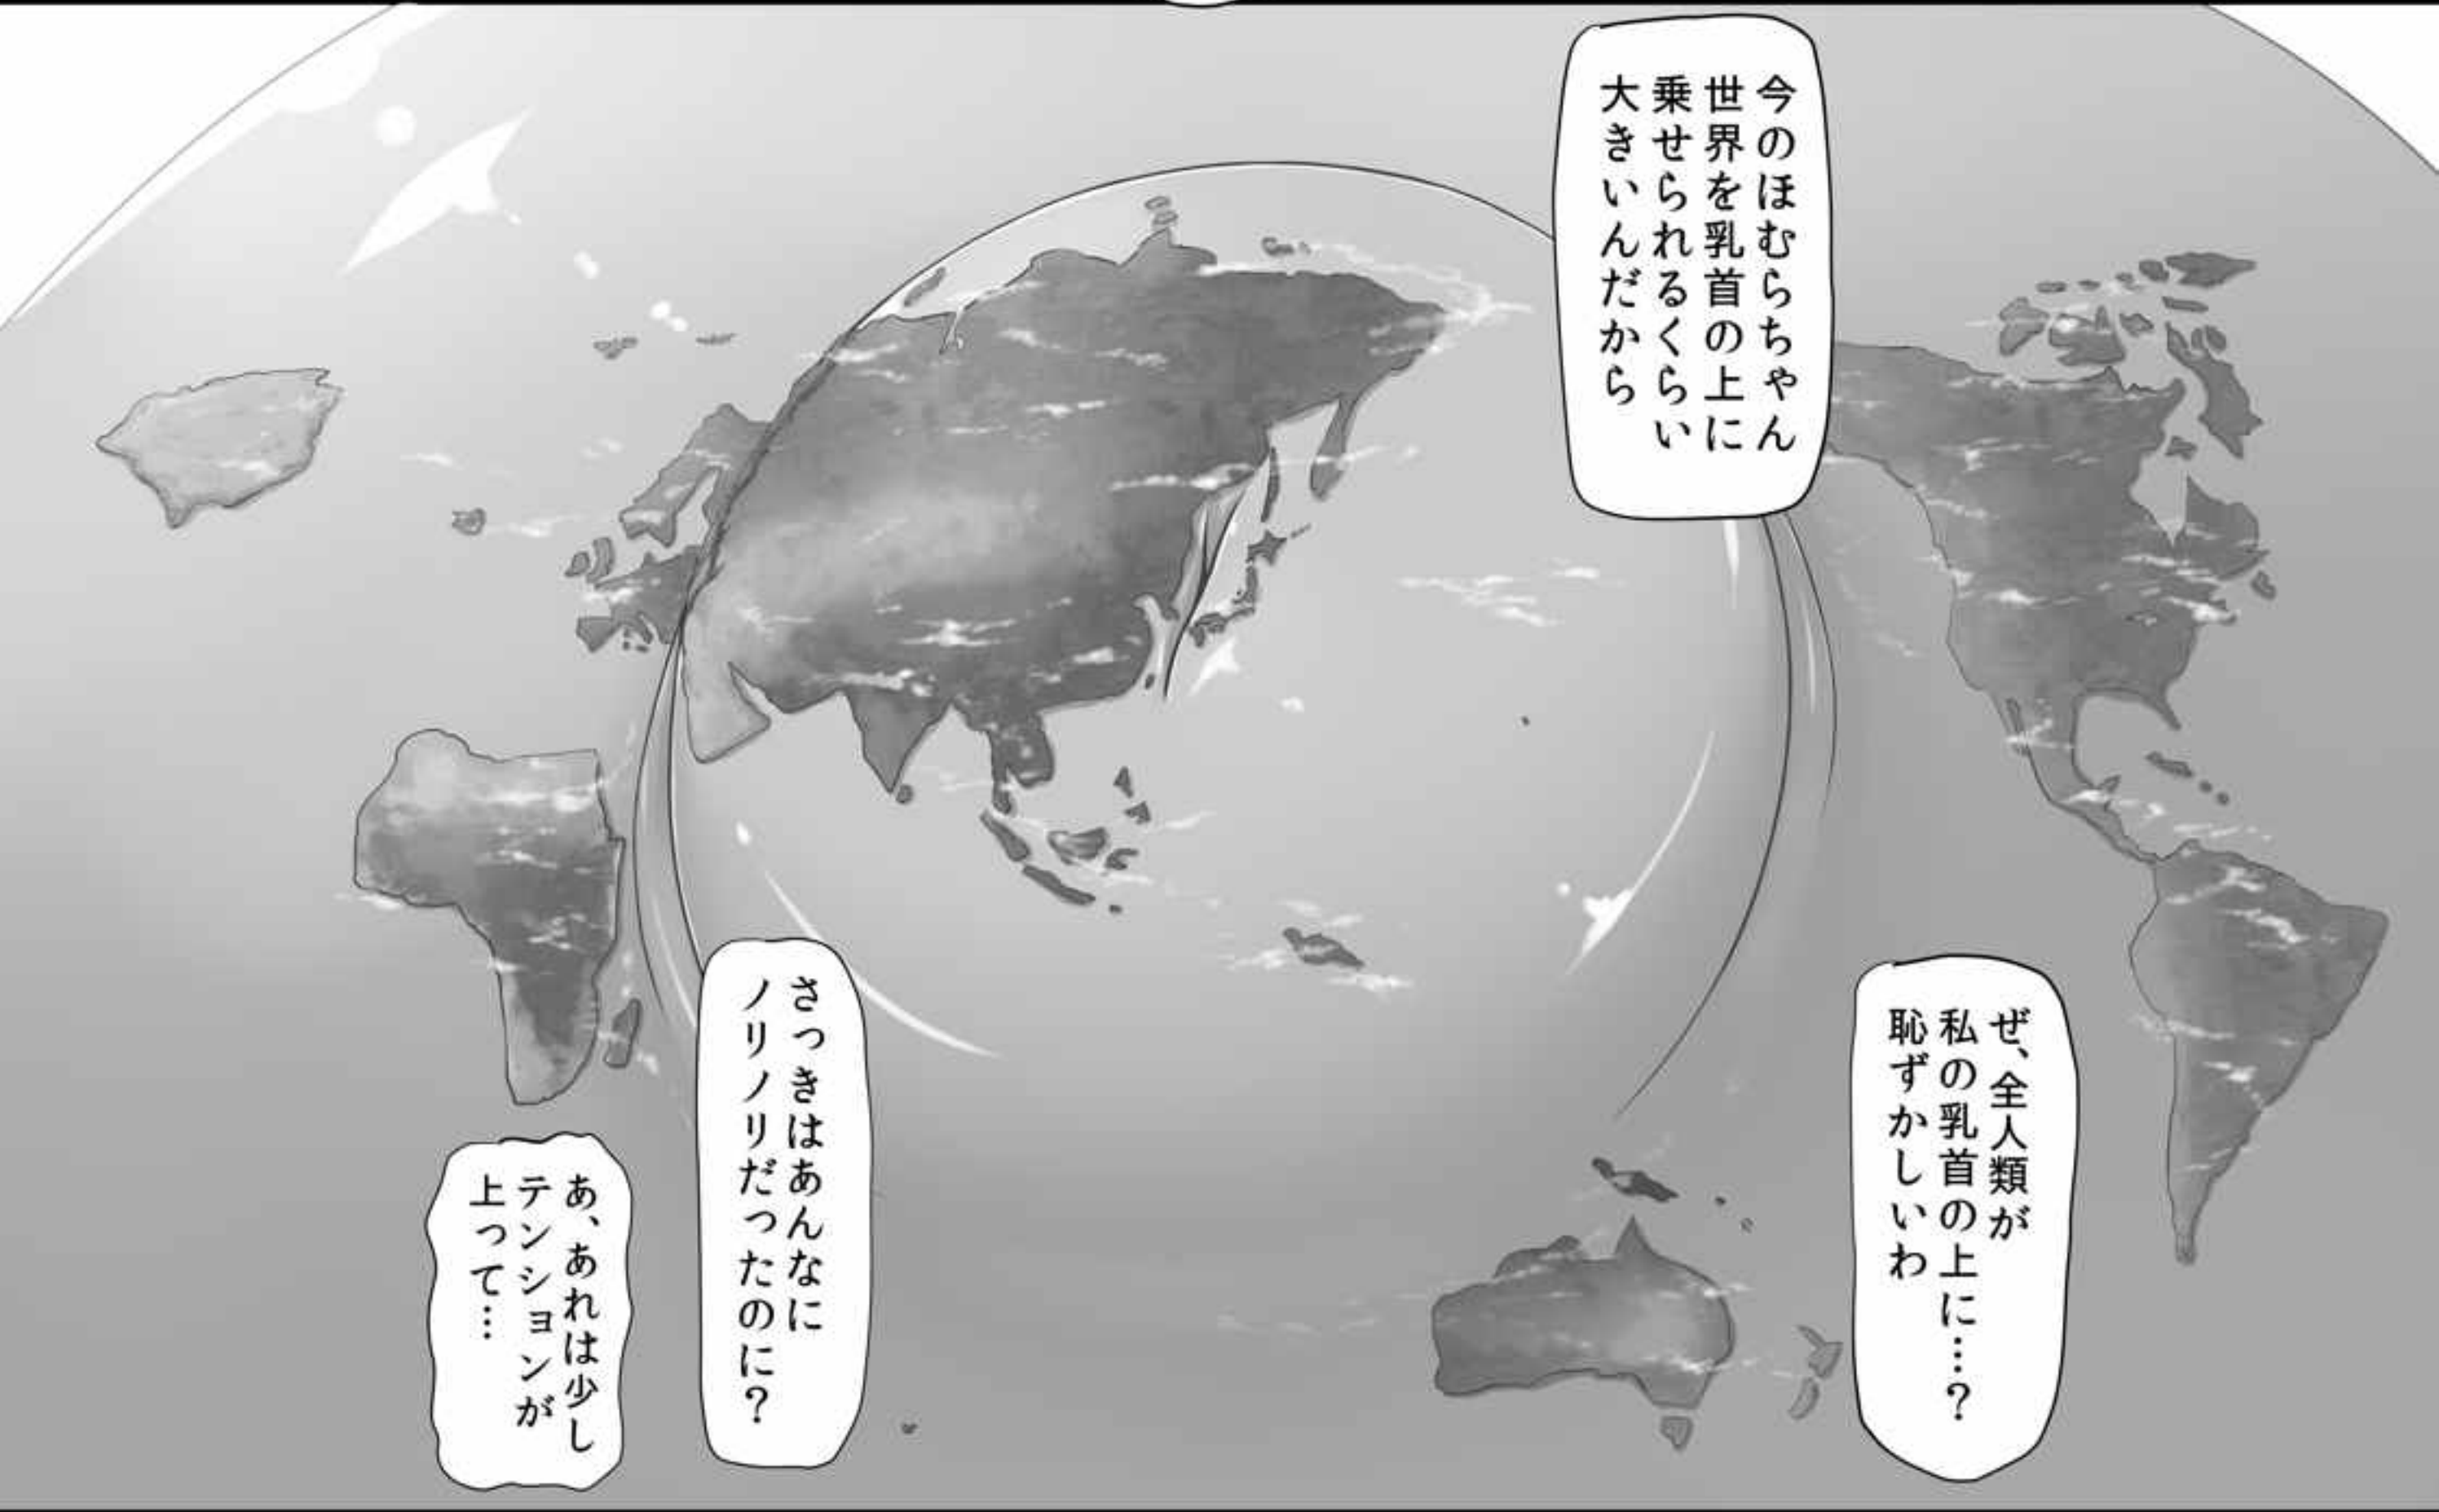 今のほむらちゃん
世界を乳首の上に
乗せられるくらい
大きいんだから
ぜ、全人類が
私の乳首の上に…?
恥ずかしいわ
さっきはあんなに
ノリノリだったのに?
あ、あれは少し
テンションが
上って…